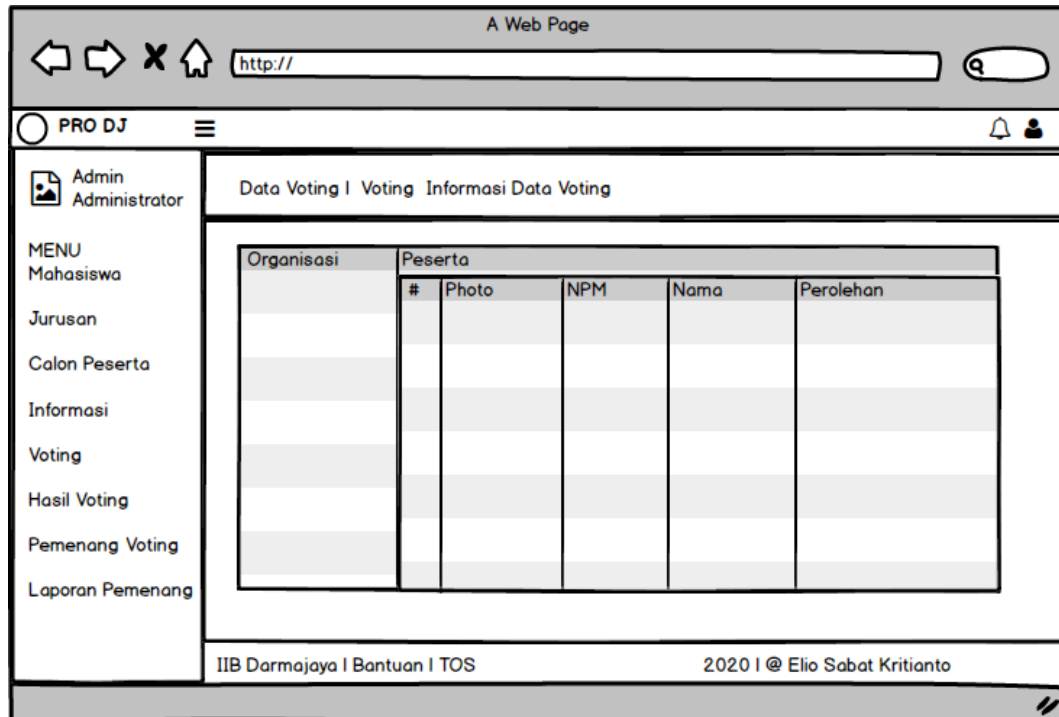 A Web Page
http://
PRO DJ
Admin
Administrator
MENU
Mahasiswa
Jurusan
Calon Peserta
Informasi
Voting
Hasil Voting
Pemenang Voting
Laporan Pemenang
Data Voting | Voting Informasi Data Voting
Organisasi Peserta
# Photo NPM Nama Perolehan
IIB Darmajaya | Bantuan | TOS 2020 | @ Elio Sabat Kritianto